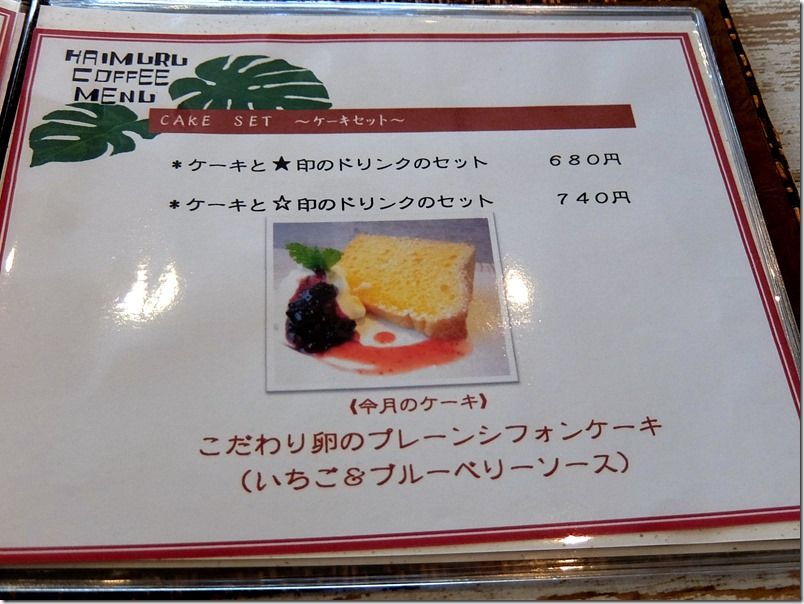 HAIMURU
COFFEE
MENU
CAKE SET ～ケーキセット～
＊ケーキと★印のドリンクのセット ６８０円
＊ケーキと☆印のドリンクのセット ７４０円
《今月のケーキ》
こだわり卵のプレーンシフォンケーキ
（いちご＆ブルーベリーソース）